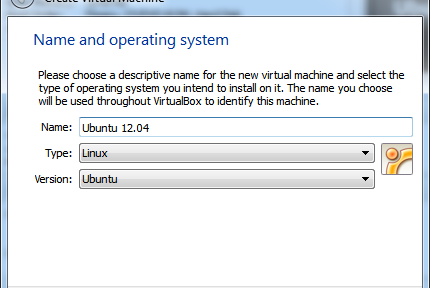 Create Virtual Machine
Name and operating system
Please choose a descriptive name for the new virtual machine and select the
type of operating system you intend to install on it. The name you choose
will be used throughout VirtualBox to identify this machine.
Name: Ubuntu 12.04
Type: Linux
Version: Ubuntu